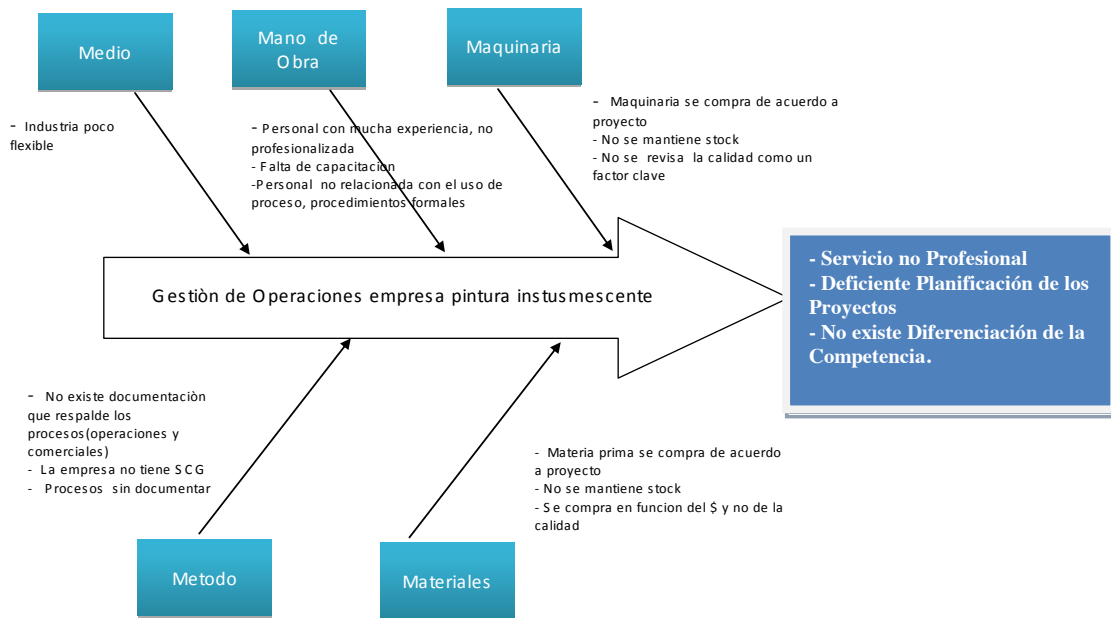 Medio
Mano de
Obra
Maquinaria
- Industria poco
flexible
- Personal con mucha experiencia, no
profesionalizada
- Falta de capacitaciòn
-Personal no relacionada con el uso de
proceso, procedimientos formales
- Maquinaria se compra de acuerdo a
proyecto
- No se mantiene stock
- No se revisa la calidad como un
factor clave
Gestiòn de Operaciones empresa pintura instusmescente
- Servicio no Profesional
- Deficiente Planificación de los
Proyectos
- No existe Diferenciación de la
Competencia.
- No existe documentaciòn
que respalde los
procesos(operaciones y
comerciales)
- La empresa no tiene SCG
- Procesos sin documentar
- Materia prima se compra de acuerdo
a proyecto
- No se mantiene stock
- Se compra en funcion del $ y no de la
calidad
Metodo
Materiales